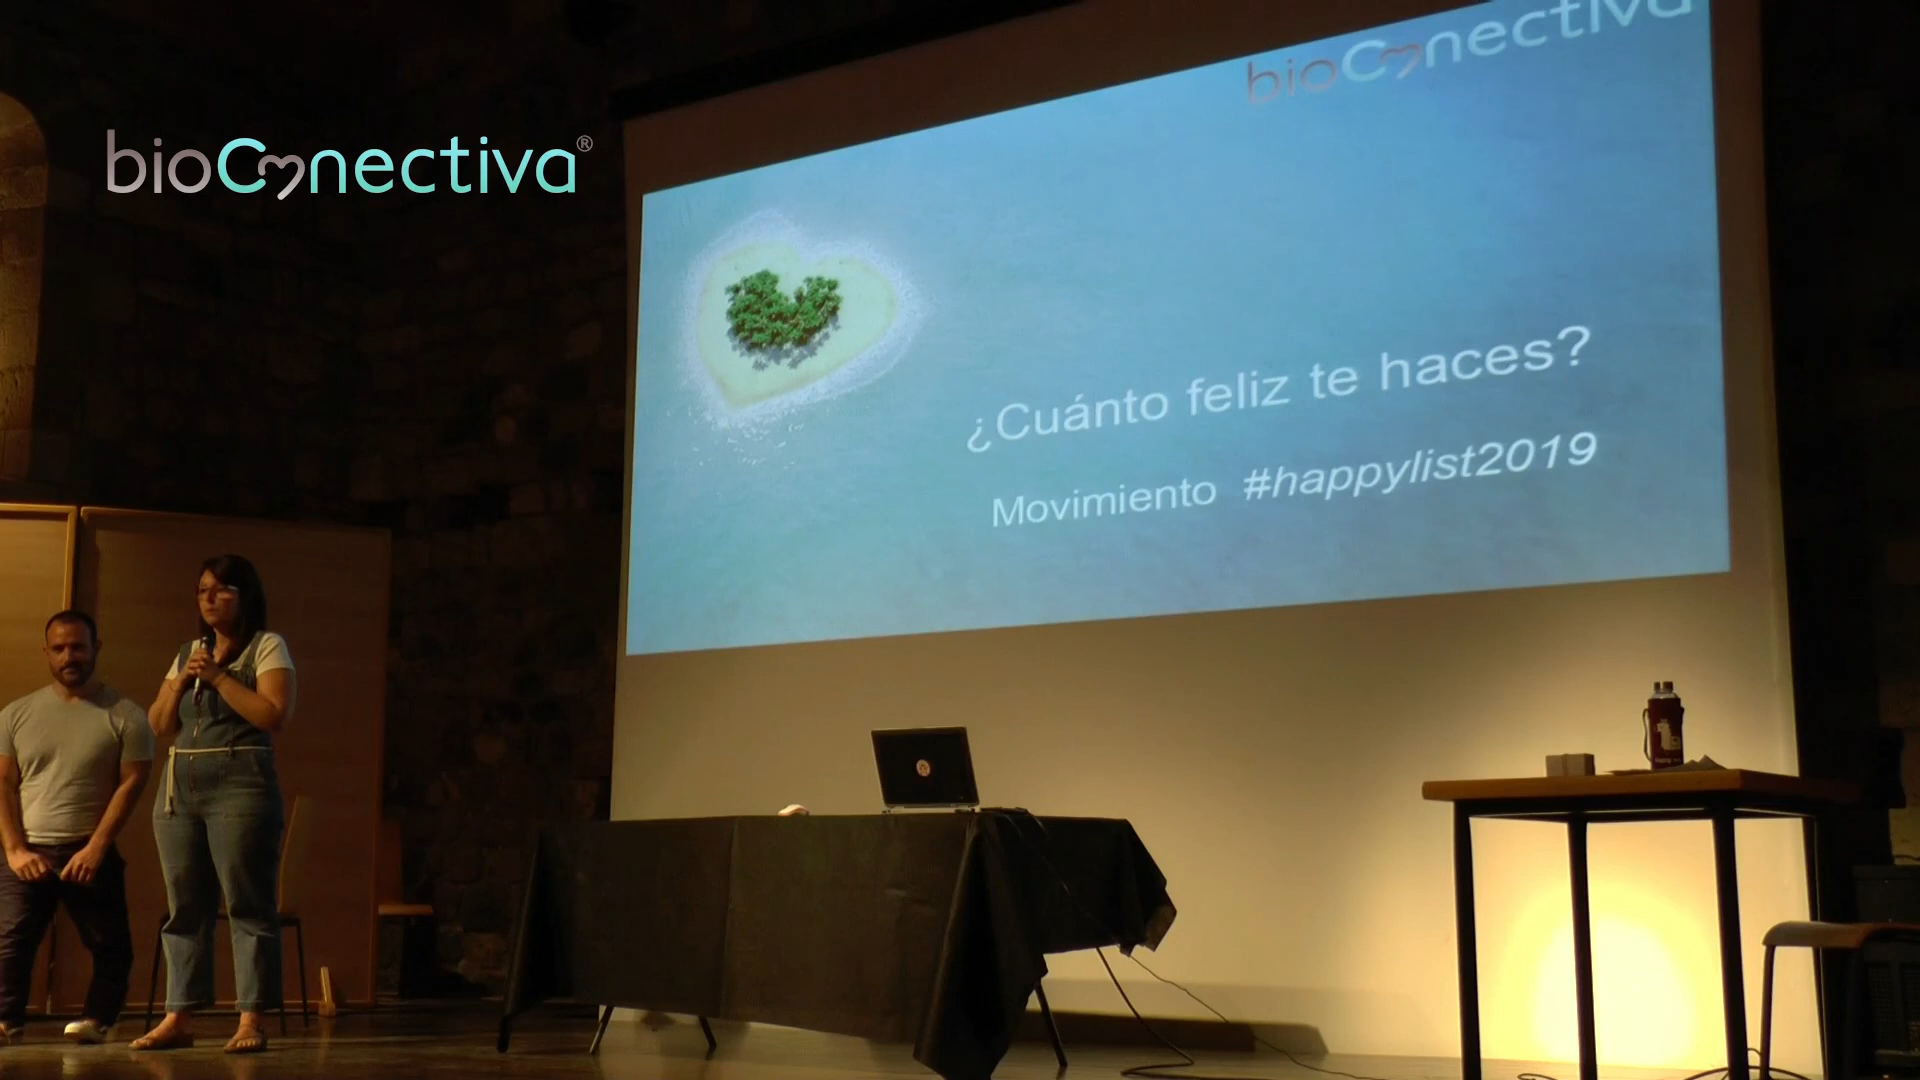 bioConectiva®
bioConectiva
¿Cuánto feliz te haces?
Movimiento #happylist2019